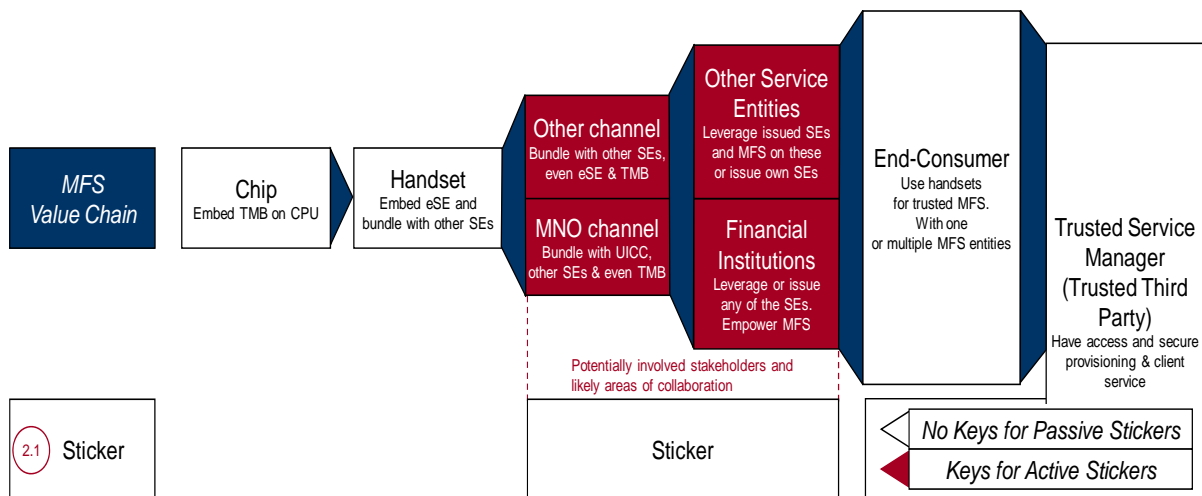 MFS
Value Chain
Chip
Embed TMB on CPU
Handset
Embed eSE and
bundle with other SEs
Other channel
Bundle with other SEs,
even eSE & TMB
MNO channel
Bundle with UICC,
other SEs & even TMB
Other Service
Entities
Leverage issued SEs
and MFS on these
or issue own SEs
Financial
Institutions
Leverage or issue
any of the SEs.
Empower MFS
End-Consumer
Use handsets
for trusted MFS.
With one
or multiple MFS entities
Trusted Service
Manager
(Trusted Third
Party)
Have access and secure
provisioning & client
service
Potentially involved stakeholders and
likely areas of collaboration
2.1
Sticker
Sticker
No Keys for Passive Stickers
Keys for Active Stickers